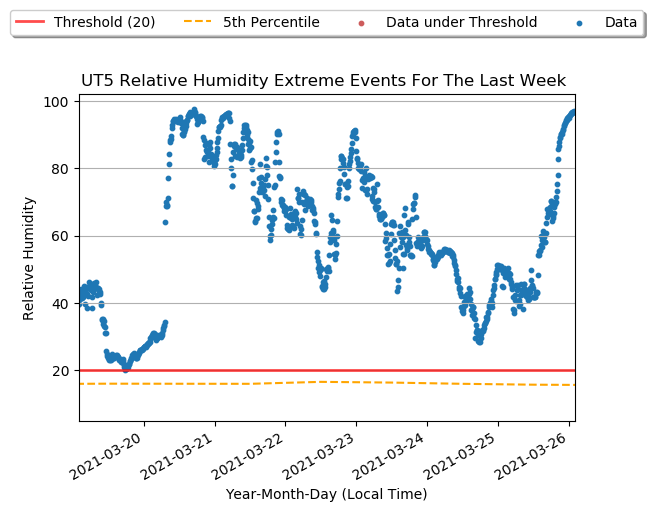 Threshold (20) 5th Percentile Data under Threshold Data
UT5 Relative Humidity Extreme Events For The Last Week
100
80
60
40
20
Relative Humidity
2021-03-20 2021-03-21 2021-03-22 2021-03-23 2021-03-24 2021-03-25 2021-03-26
Year-Month-Day (Local Time)